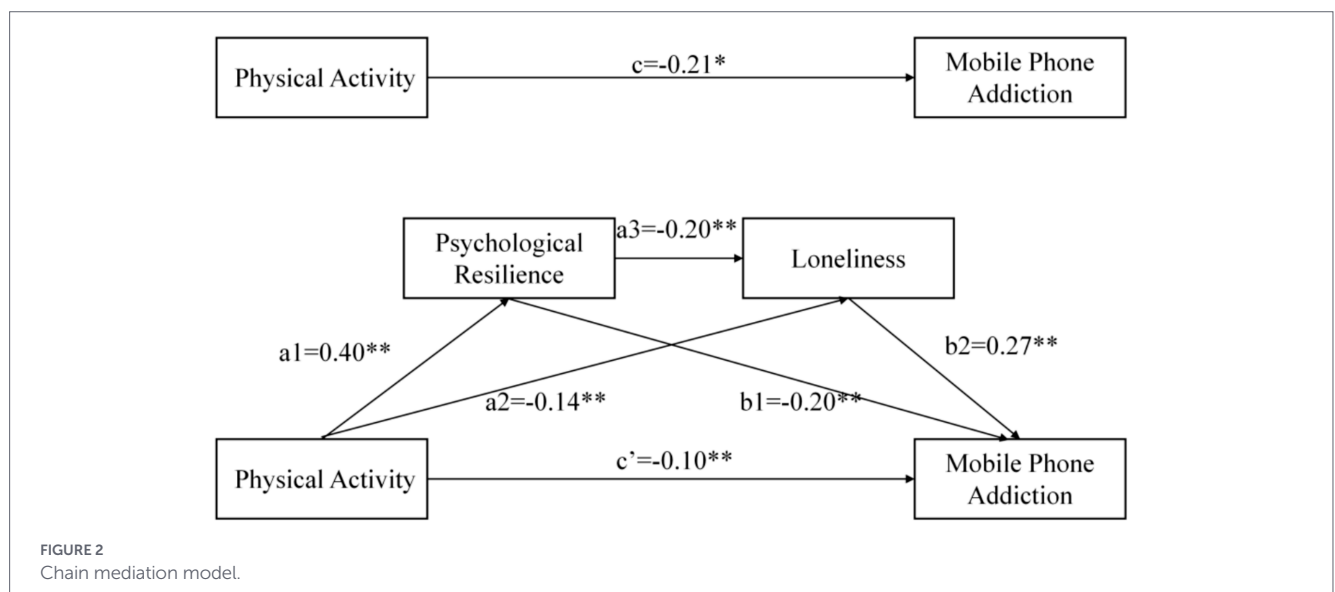 Physical Activity
c=-0.21*
Mobile Phone
Addiction
Psychological
Resilience
a3=-0.20**
Loneliness
a1=0.40**
a2=-0.14**
b1=-0.20**
b2=0.27**
Physical Activity
c’=-0.10**
Mobile Phone
Addiction
FIGURE 2
Chain mediation model.